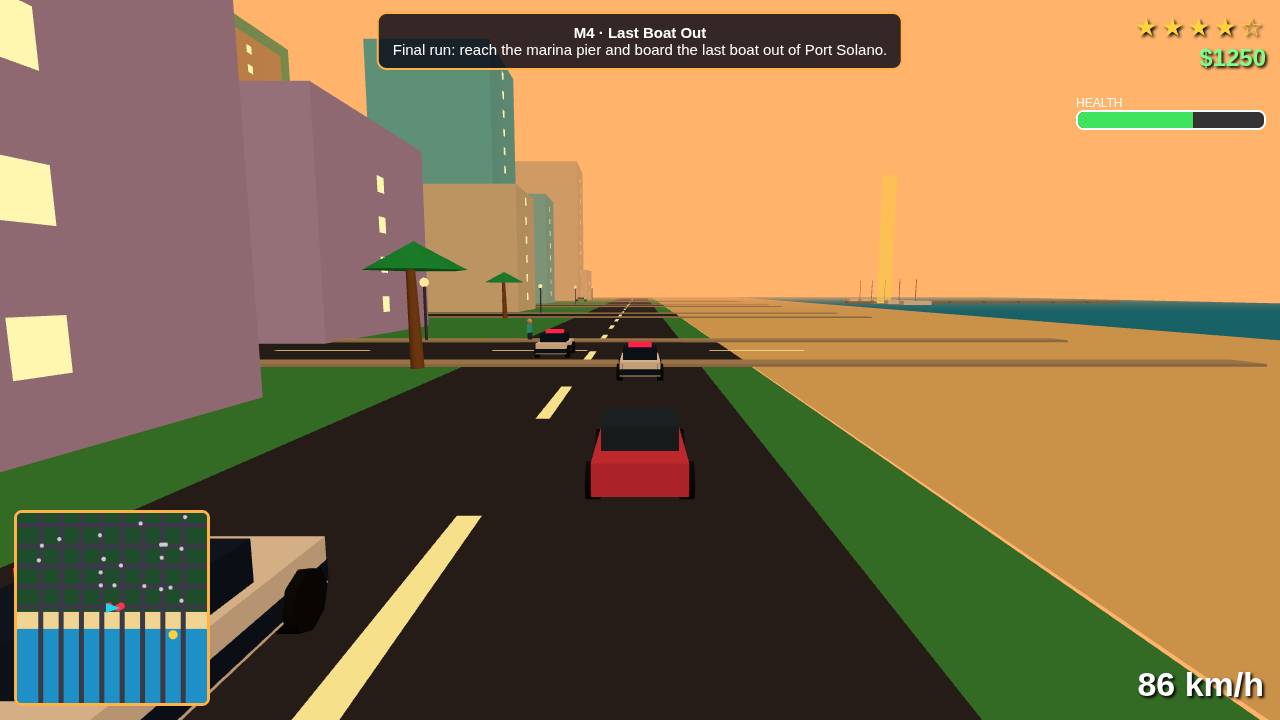 M4 · Last Boat Out
Final run: reach the marina pier and board the last boat out of Port Solano.
★★★★☆
$1250
HEALTH
86 km/h